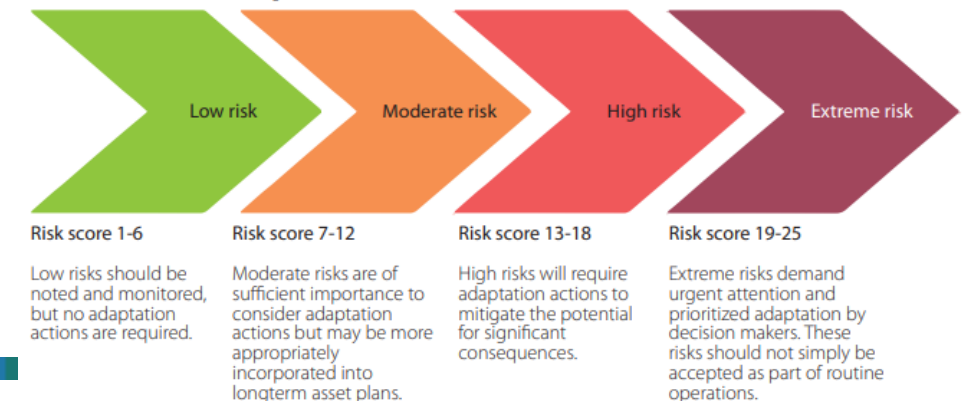 Low risk
Moderate risk
High risk
Extreme risk
Risk score 1-6
Low risks should be
noted and monitored,
but no adaptation
actions are required.
Risk score 7-12
Moderate risks are of
sufficient importance to
consider adaptation
actions but may be more
appropriately
incorporated into
longterm asset plans.
Risk score 13-18
High risks will require
adaptation actions to
mitigate the potential
for significant
consequences.
Risk score 19-25
Extreme risks demand
urgent attention and
prioritized adaptation by
decision makers. These
risks should not simply be
accepted as part of routine
operations.